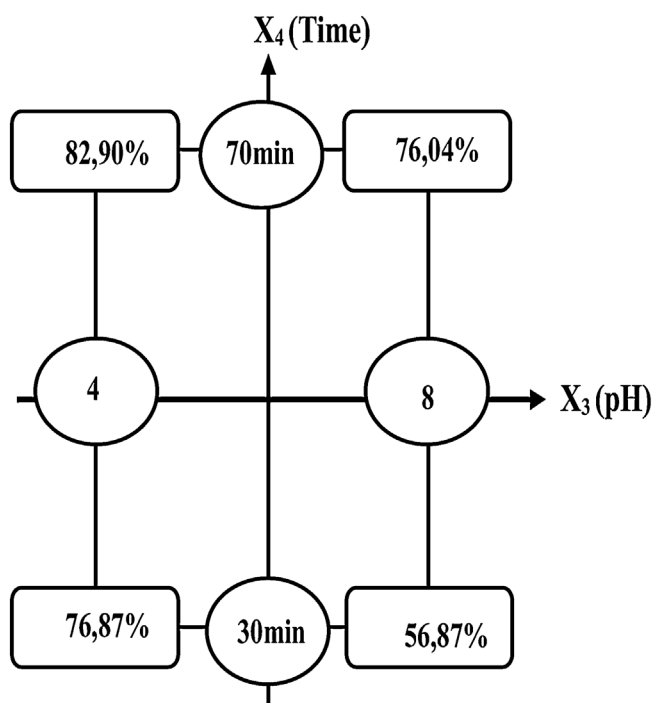 X₄ (Time)
82,90%
70min
76,04%
4
8
X₃ (pH)
76,87%
30min
56,87%